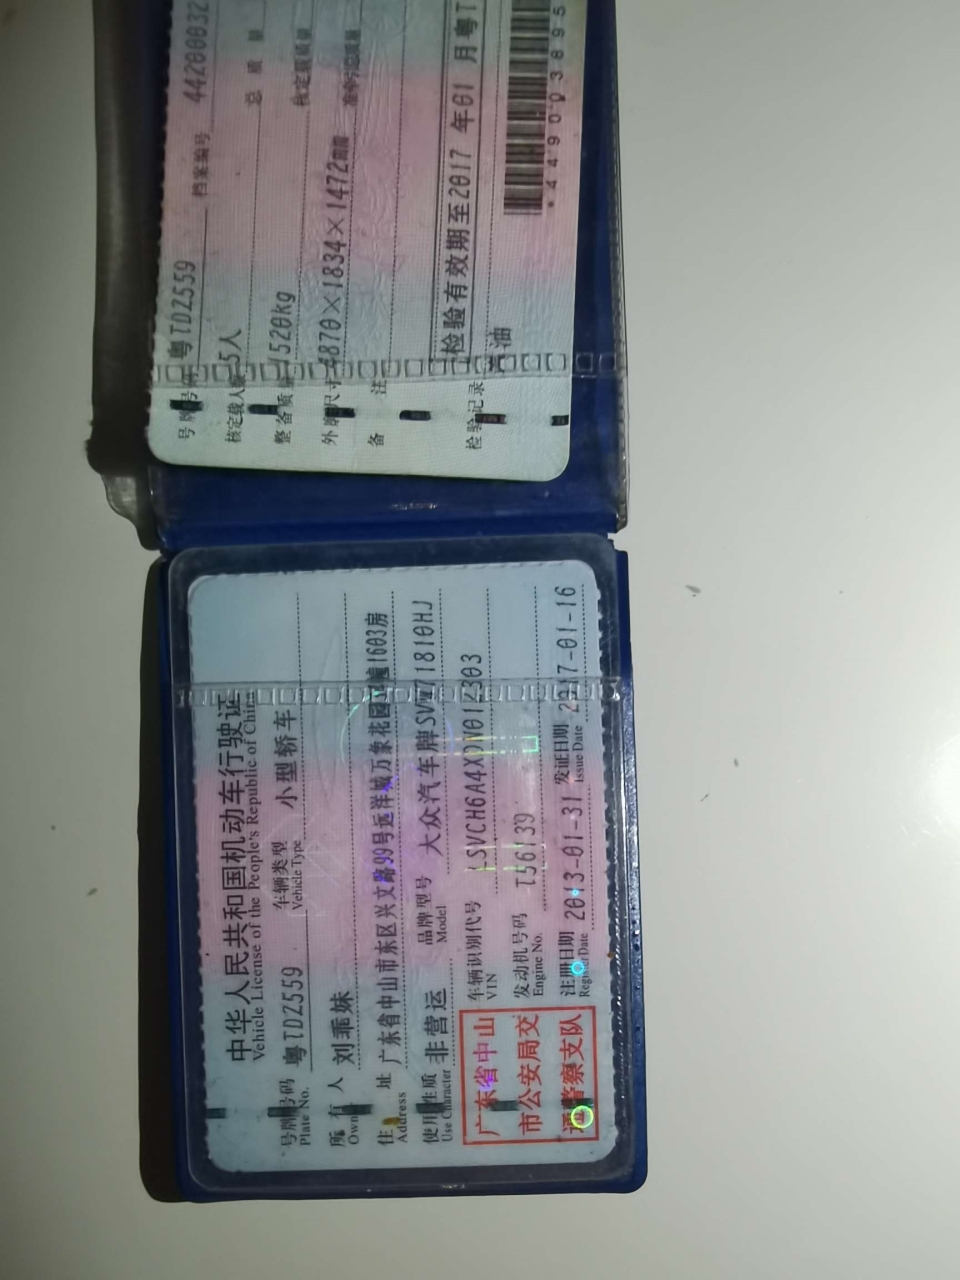 中华人民共和国机动车行驶证
Vehicle License of the People's Republic of China
号牌号码 粤TDZ559 车辆类型 小型轿车
Plate No. Vehicle Type
所有人 刘乖妹
Owner
住址 广东省中山市东区兴文路99号远洋城万象花园 1603房
Address
使用性质 非营运 品牌型号 大众汽车牌SVW71810HJ
Use Character Model
广东省中山
市公安局交
通警察支队
车辆识别代号
VIN
发动机号码 T56139
Engine No.
注册日期 2013-01-31 发证日期 2017-01-16
Register Date Issue Date
号牌号码 粤TDZ559 档案编号 44200032
核定载人数 5人 总质量
整备质量 1520kg 核定载质量
外廓尺寸 4870×1834×1472mm 准牵引总质量
备注
检验有效期至2017年01月粤T
检验记录 油
*4490003895